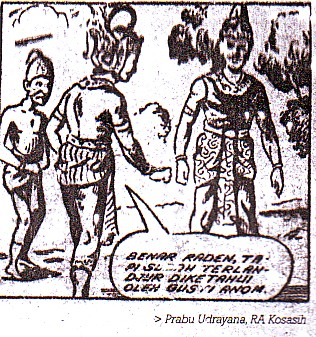 BENAR RADEN, TA-
PI TERLAN-
DJUR DIKETAHUI
OLEH ANOM.
> Prabu Udrayana, RA Kosasih